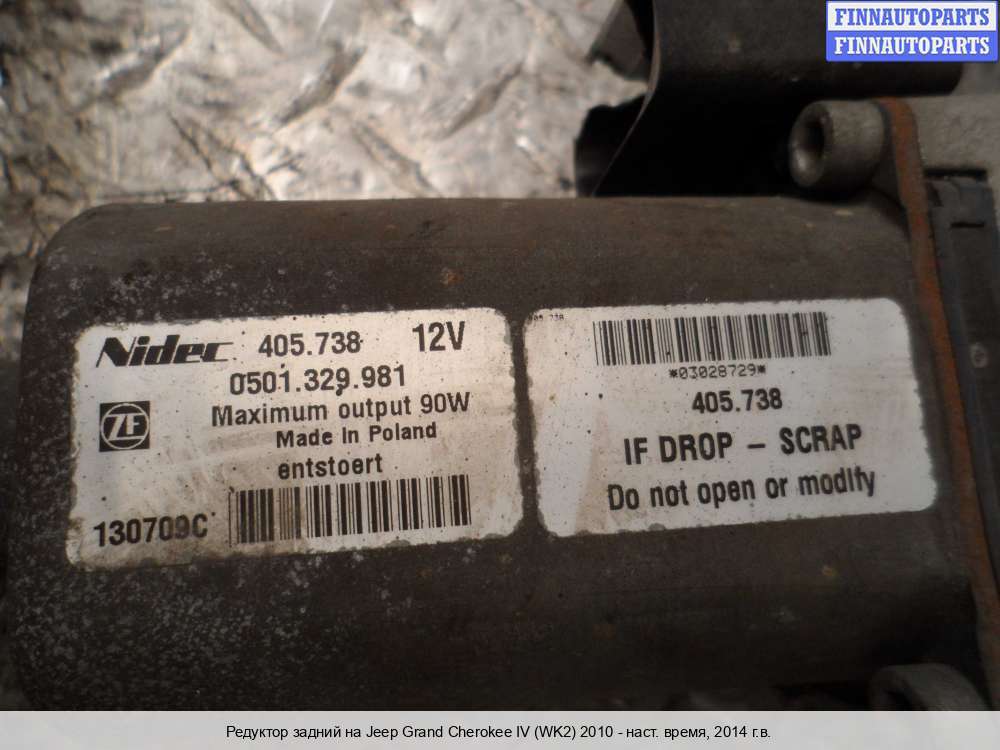 FINNAUTOPARTS
FINNAUTOPARTS
Nidec 405.738 12V
0501.329.981
ZF
Maximum output 90W
Made in Poland
entstoert
130709C
405.738
*03028729*
405.738
IF DROP - SCRAP
Do not open or modify
Редуктор задний на Jeep Grand Cherokee IV (WK2) 2010 - наст. время, 2014 г.в.